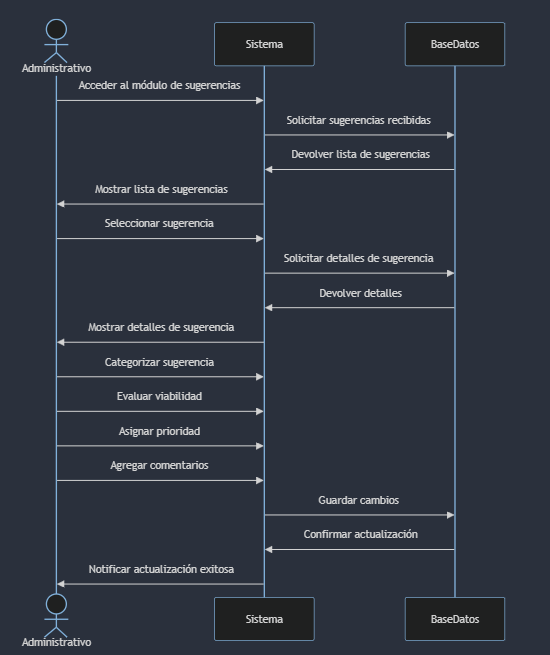 Sistema
BaseDatos
Administrativo
Acceder al módulo de sugerencias
Solicitar sugerencias recibidas
Devolver lista de sugerencias
Mostrar lista de sugerencias
Seleccionar sugerencia
Solicitar detalles de sugerencia
Devolver detalles
Mostrar detalles de sugerencia
Categorizar sugerencia
Evaluar viabilidad
Asignar prioridad
Agregar comentarios
Guardar cambios
Confirmar actualización
Notificar actualización exitosa
Sistema
BaseDatos
Administrativo